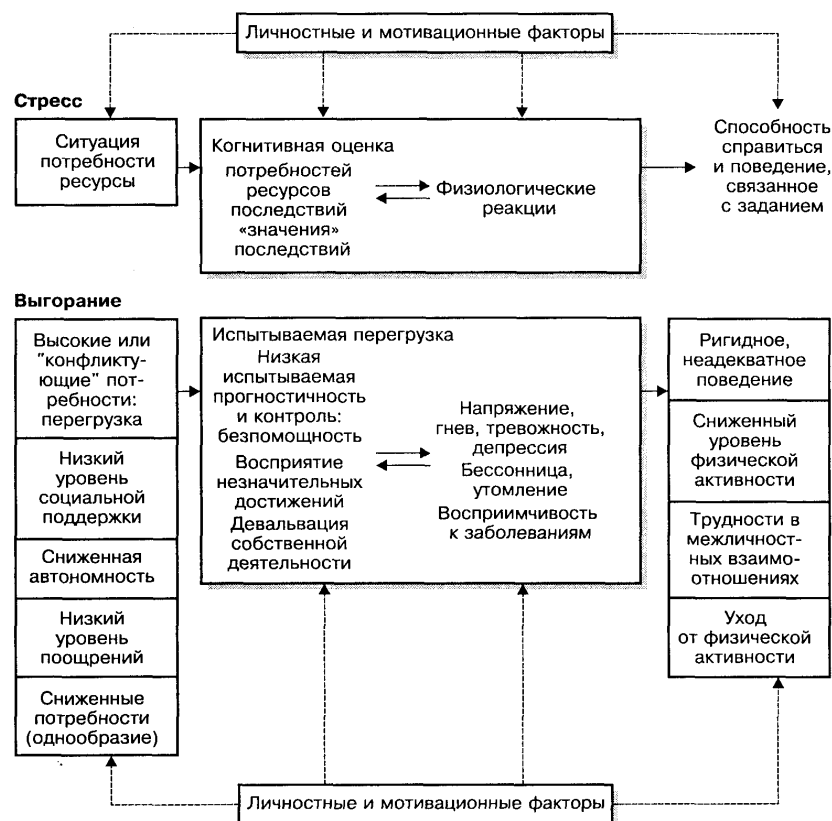 Личностные и мотивационные факторы
Стресс
Ситуация
потребности
ресурсы
Когнитивная оценка
потребностей
ресурсов
последствий
«значения»
последствий
Физиологические
реакции
Способность
справиться
и поведение,
связанное
с заданием
Выгорание
Высокие или
"конфликту-
ющие" пот-
ребности:
перегрузка
Низкий
уровень
социальной
поддержки
Сниженная
автономность
Низкий
уровень
поощрений
Сниженные
потребности
(однообразие)
Испытываемая перегрузка
Низкая
испытываемая
прогностичность
и контроль:
безпомощность
Восприятие
незначительных
достижений
Девальвация
собственной
деятельности
Напряжение,
гнев, тревожность,
депрессия
Бессонница,
утомление
Восприимчивость
к заболеваниям
Ригидное,
неадекватное
поведение
Сниженный
уровень
физической
активности
Трудности в
межличност-
ных взаимо-
отношениях
Уход
от физической
активности
Личностные и мотивационные факторы